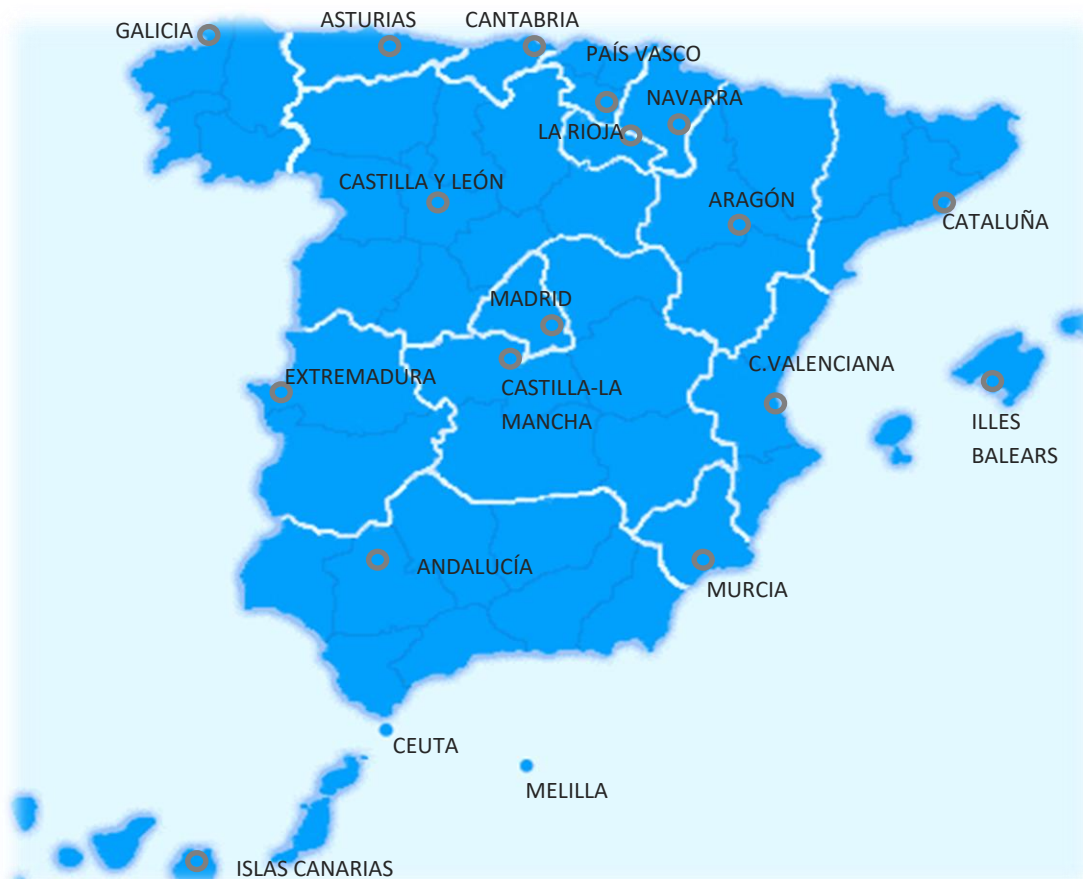 ASTURIAS
CANTABRIA
GALICIA
PAÍS VASCO
NAVARRA
LA RIOJA
CASTILLA Y LEÓN
ARAGÓN
CATALUÑA
MADRID
C.VALENCIANA
EXTREMADURA
CASTILLA-LA
MANCHA
ILLES
BALEARS
ANDALUCÍA
MURCIA
CEUTA
MELILLA
ISLAS CANARIAS